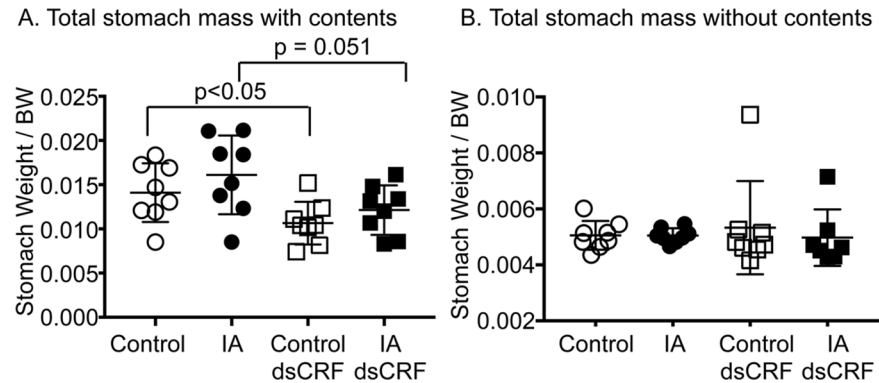 A. Total stomach mass with contents
p = 0.051
p<0.05
Stomach Weight / BW
0.025
0.020
0.015
0.010
0.005
0.000
Control
IA
Control
dsCRF
IA
dsCRF
B. Total stomach mass without contents
Stomach Weight / BW
0.010
0.008
0.006
0.004
0.002
Control
IA
Control
dsCRF
IA
dsCRF